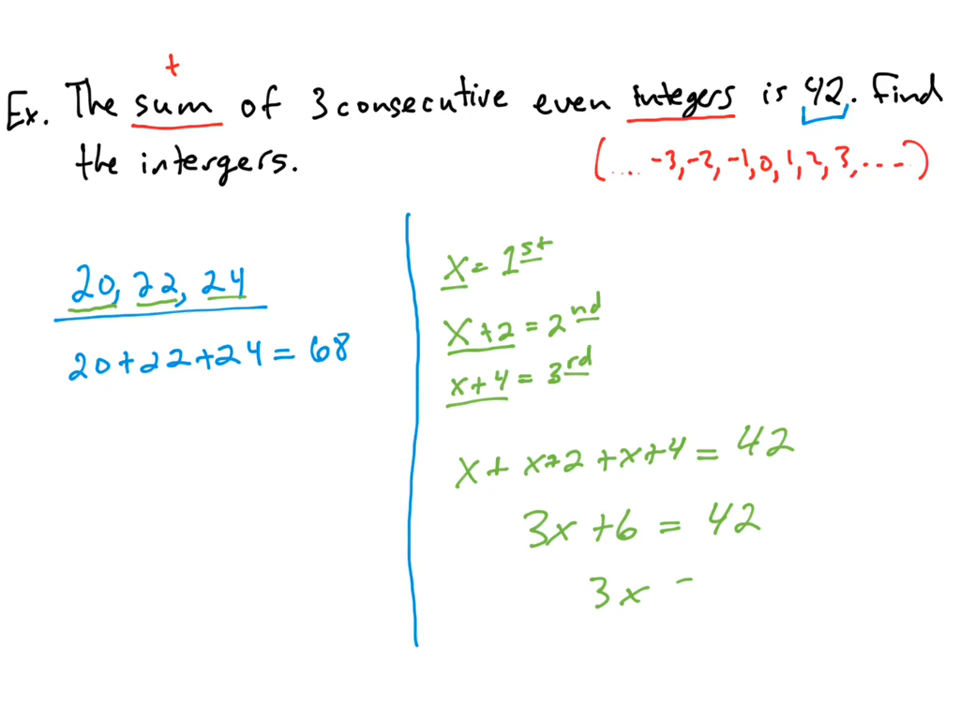 +
Ex. The sum of 3 consecutive even integers is 42. Find
the intergers.
(.... -3, -2, -1, 0, 1, 2, 3, ....)
20, 22, 24
20+22+24 = 68
x = 1st
x+2 = 2nd
x+4 = 3rd
x + x+2 + x+4 = 42
3x + 6 = 42
3x